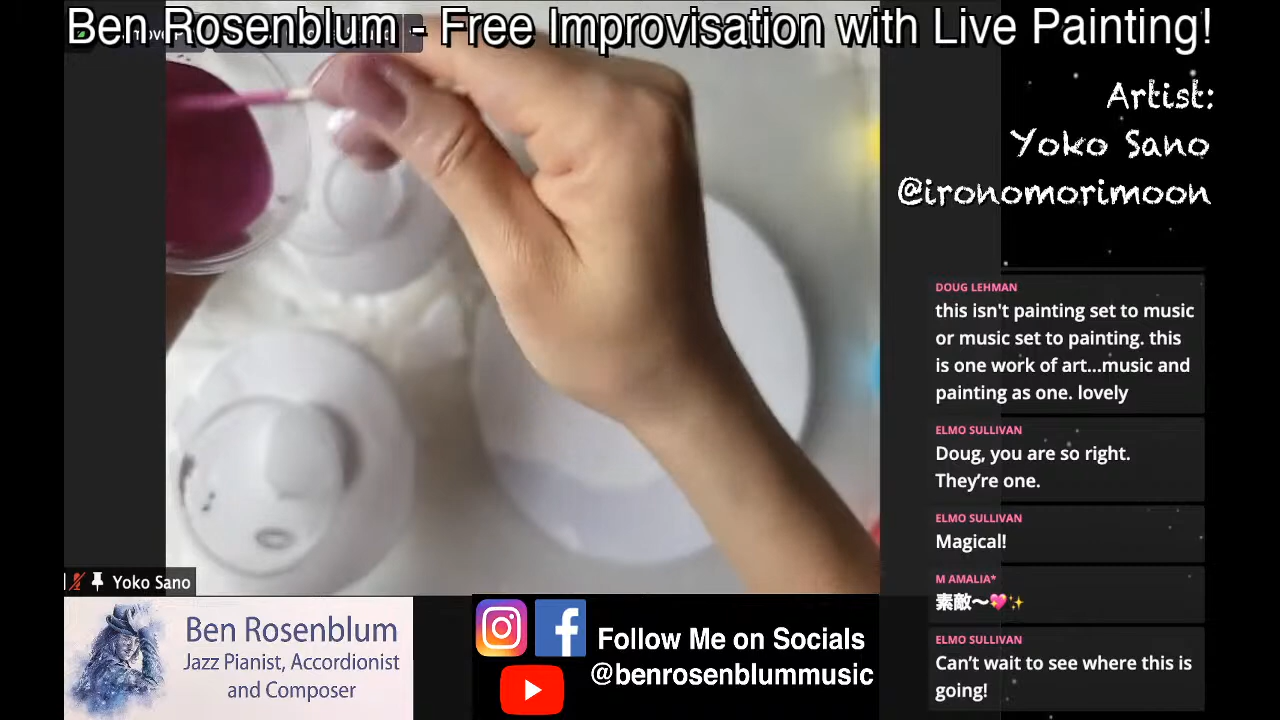 Ben Rosenblum - Free Improvisation with Live Painting!
Artist:
Yoko Sano
@ironomorimoon
DOUG LEHMAN
this isn't painting set to music
or music set to painting. this
is one work of art...music and
painting as one. lovely
ELMO SULLIVAN
Doug, you are so right.
They're one.
ELMO SULLIVAN
Magical!
M AMALIA*
素敵〜💖✨
ELMO SULLIVAN
Can't wait to see where this is
going!
Yoko Sano
Ben Rosenblum
Jazz Pianist, Accordionist
and Composer
Follow Me on Socials
@benrosenblummusic